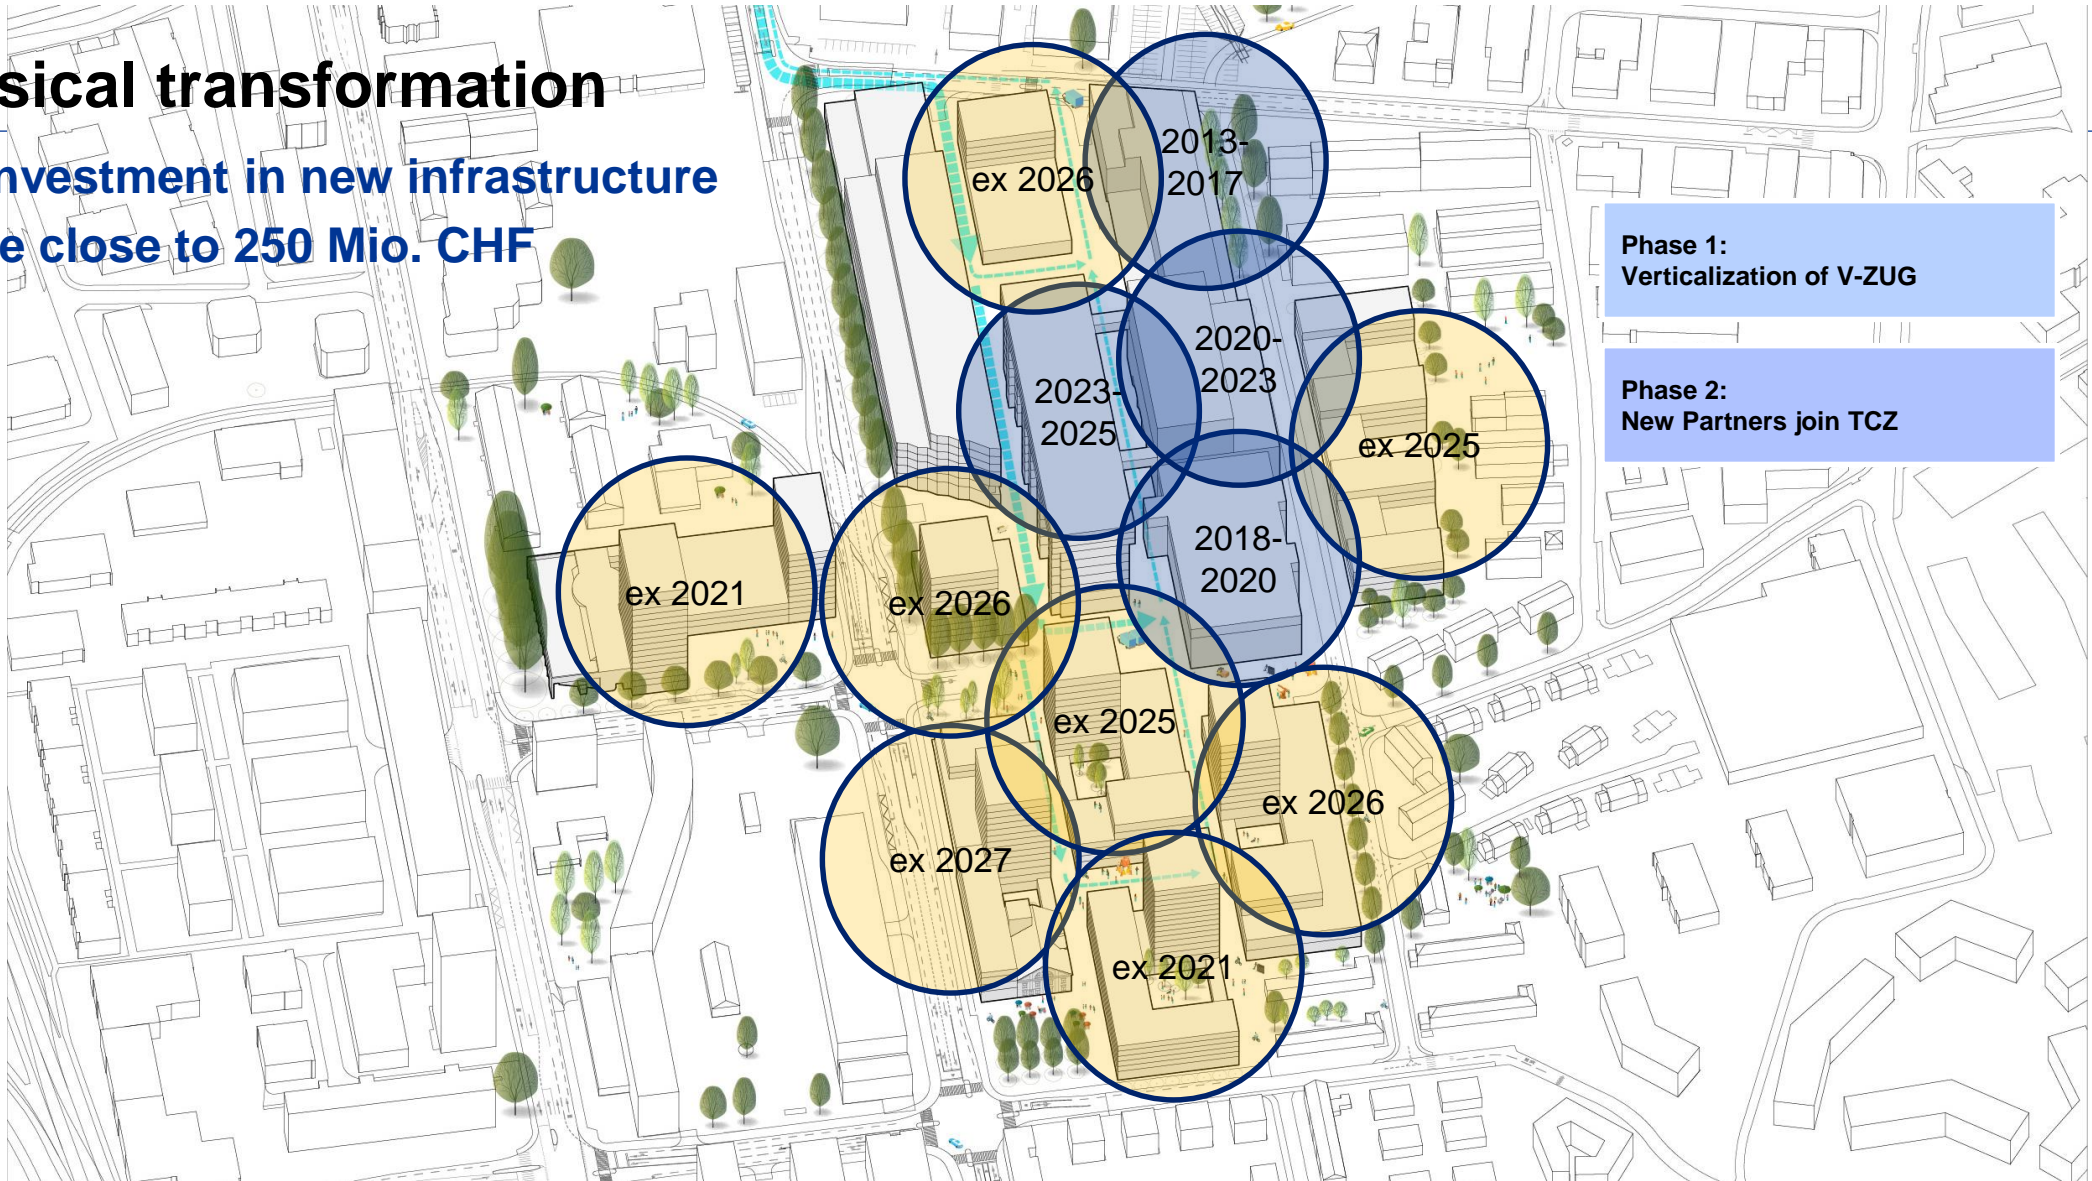 sical transformation
nvestment in new infrastructure
e close to 250 Mio. CHF
2013-
2017
ex 2026
Phase 1:
Verticalization of V-ZUG
2020-
2023
2023-
2025
Phase 2:
New Partners join TCZ
ex 2025
2018-
2020
ex 2021
ex 2026
ex 2025
ex 2026
ex 2027
ex 2021